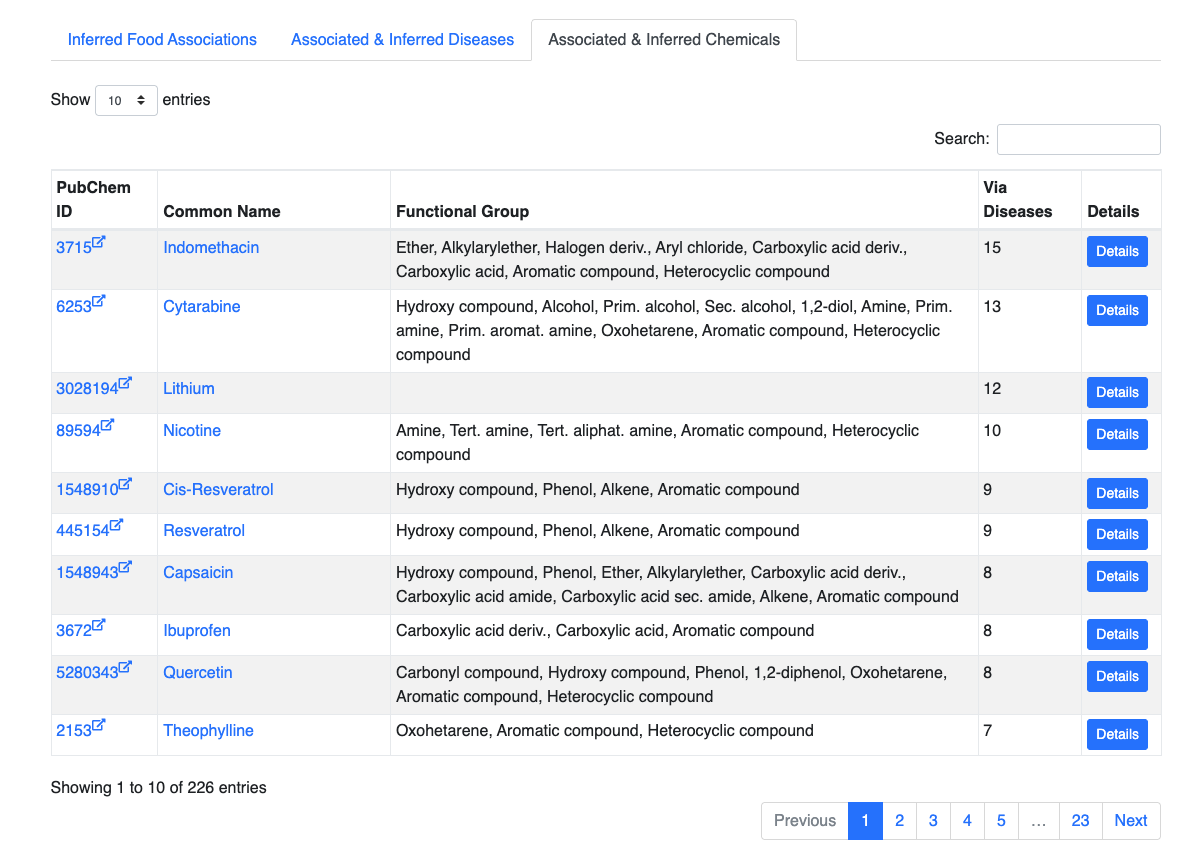 Inferred Food Associations Associated & Inferred Diseases Associated & Inferred Chemicals
Show 10 entries
Search:
PubChem ID Common Name Functional Group Via Diseases Details
3715 Indomethacin Ether, Alkylarylether, Halogen deriv., Aryl chloride, Carboxylic acid deriv., 15 Details
Carboxylic acid, Aromatic compound, Heterocyclic compound
6253 Cytarabine Hydroxy compound, Alcohol, Prim. alcohol, Sec. alcohol, 1,2-diol, Amine, Prim. 13 Details
amine, Prim. aromat. amine, Oxohetarene, Aromatic compound, Heterocyclic
compound
3028194 Lithium 12 Details
89594 Nicotine Amine, Tert. amine, Tert. aliphat. amine, Aromatic compound, Heterocyclic 10 Details
compound
1548910 Cis-Resveratrol Hydroxy compound, Phenol, Alkene, Aromatic compound 9 Details
445154 Resveratrol Hydroxy compound, Phenol, Alkene, Aromatic compound 9 Details
1548943 Capsaicin Hydroxy compound, Phenol, Ether, Alkylarylether, Carboxylic acid deriv., 8 Details
Carboxylic acid amide, Carboxylic acid sec. amide, Alkene, Aromatic compound
3672 Ibuprofen Carboxylic acid deriv., Carboxylic acid, Aromatic compound 8 Details
5280343 Quercetin Carbonyl compound, Hydroxy compound, Phenol, 1,2-diphenol, Oxohetarene, 8 Details
Aromatic compound, Heterocyclic compound
2153 Theophylline Oxohetarene, Aromatic compound, Heterocyclic compound 7 Details
Showing 1 to 10 of 226 entries
Previous 1 2 3 4 5 … 23 Next